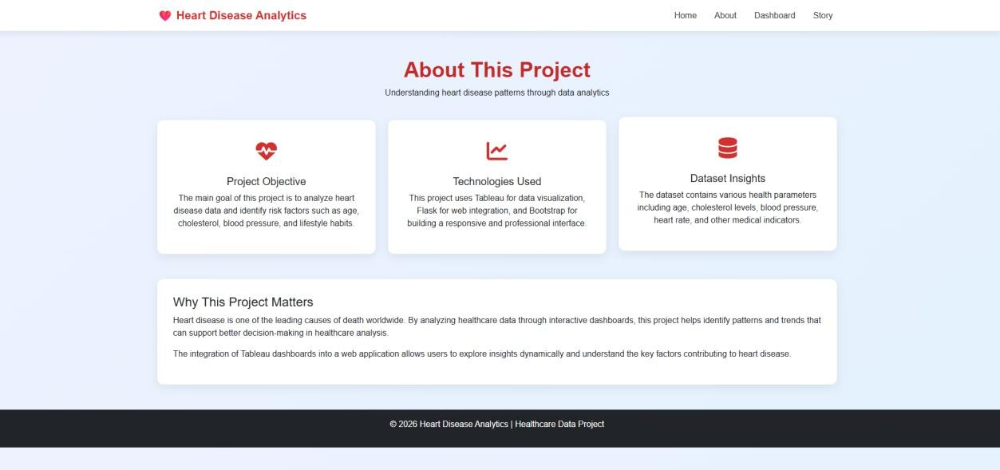 Heart Disease Analytics
Home About Dashboard Story
About This Project
Understanding heart disease patterns through data analytics
Project Objective
The main goal of this project is to analyze heart
disease data and identify risk factors such as age,
cholesterol, blood pressure, and lifestyle habits.
Technologies Used
This project uses Tableau for data visualization,
Flask for web integration, and Bootstrap for
building a responsive and professional interface.
Dataset Insights
The dataset contains various health parameters
including age, cholesterol levels, blood pressure,
heart rate, and other medical indicators.
Why This Project Matters
Heart disease is one of the leading causes of death worldwide. By analyzing healthcare data through interactive dashboards, this project helps identify patterns and trends that
can support better decision-making in healthcare analysis.
The integration of Tableau dashboards into a web application allows users to explore insights dynamically and understand the key factors contributing to heart disease.
© 2026 Heart Disease Analytics | Healthcare Data Project